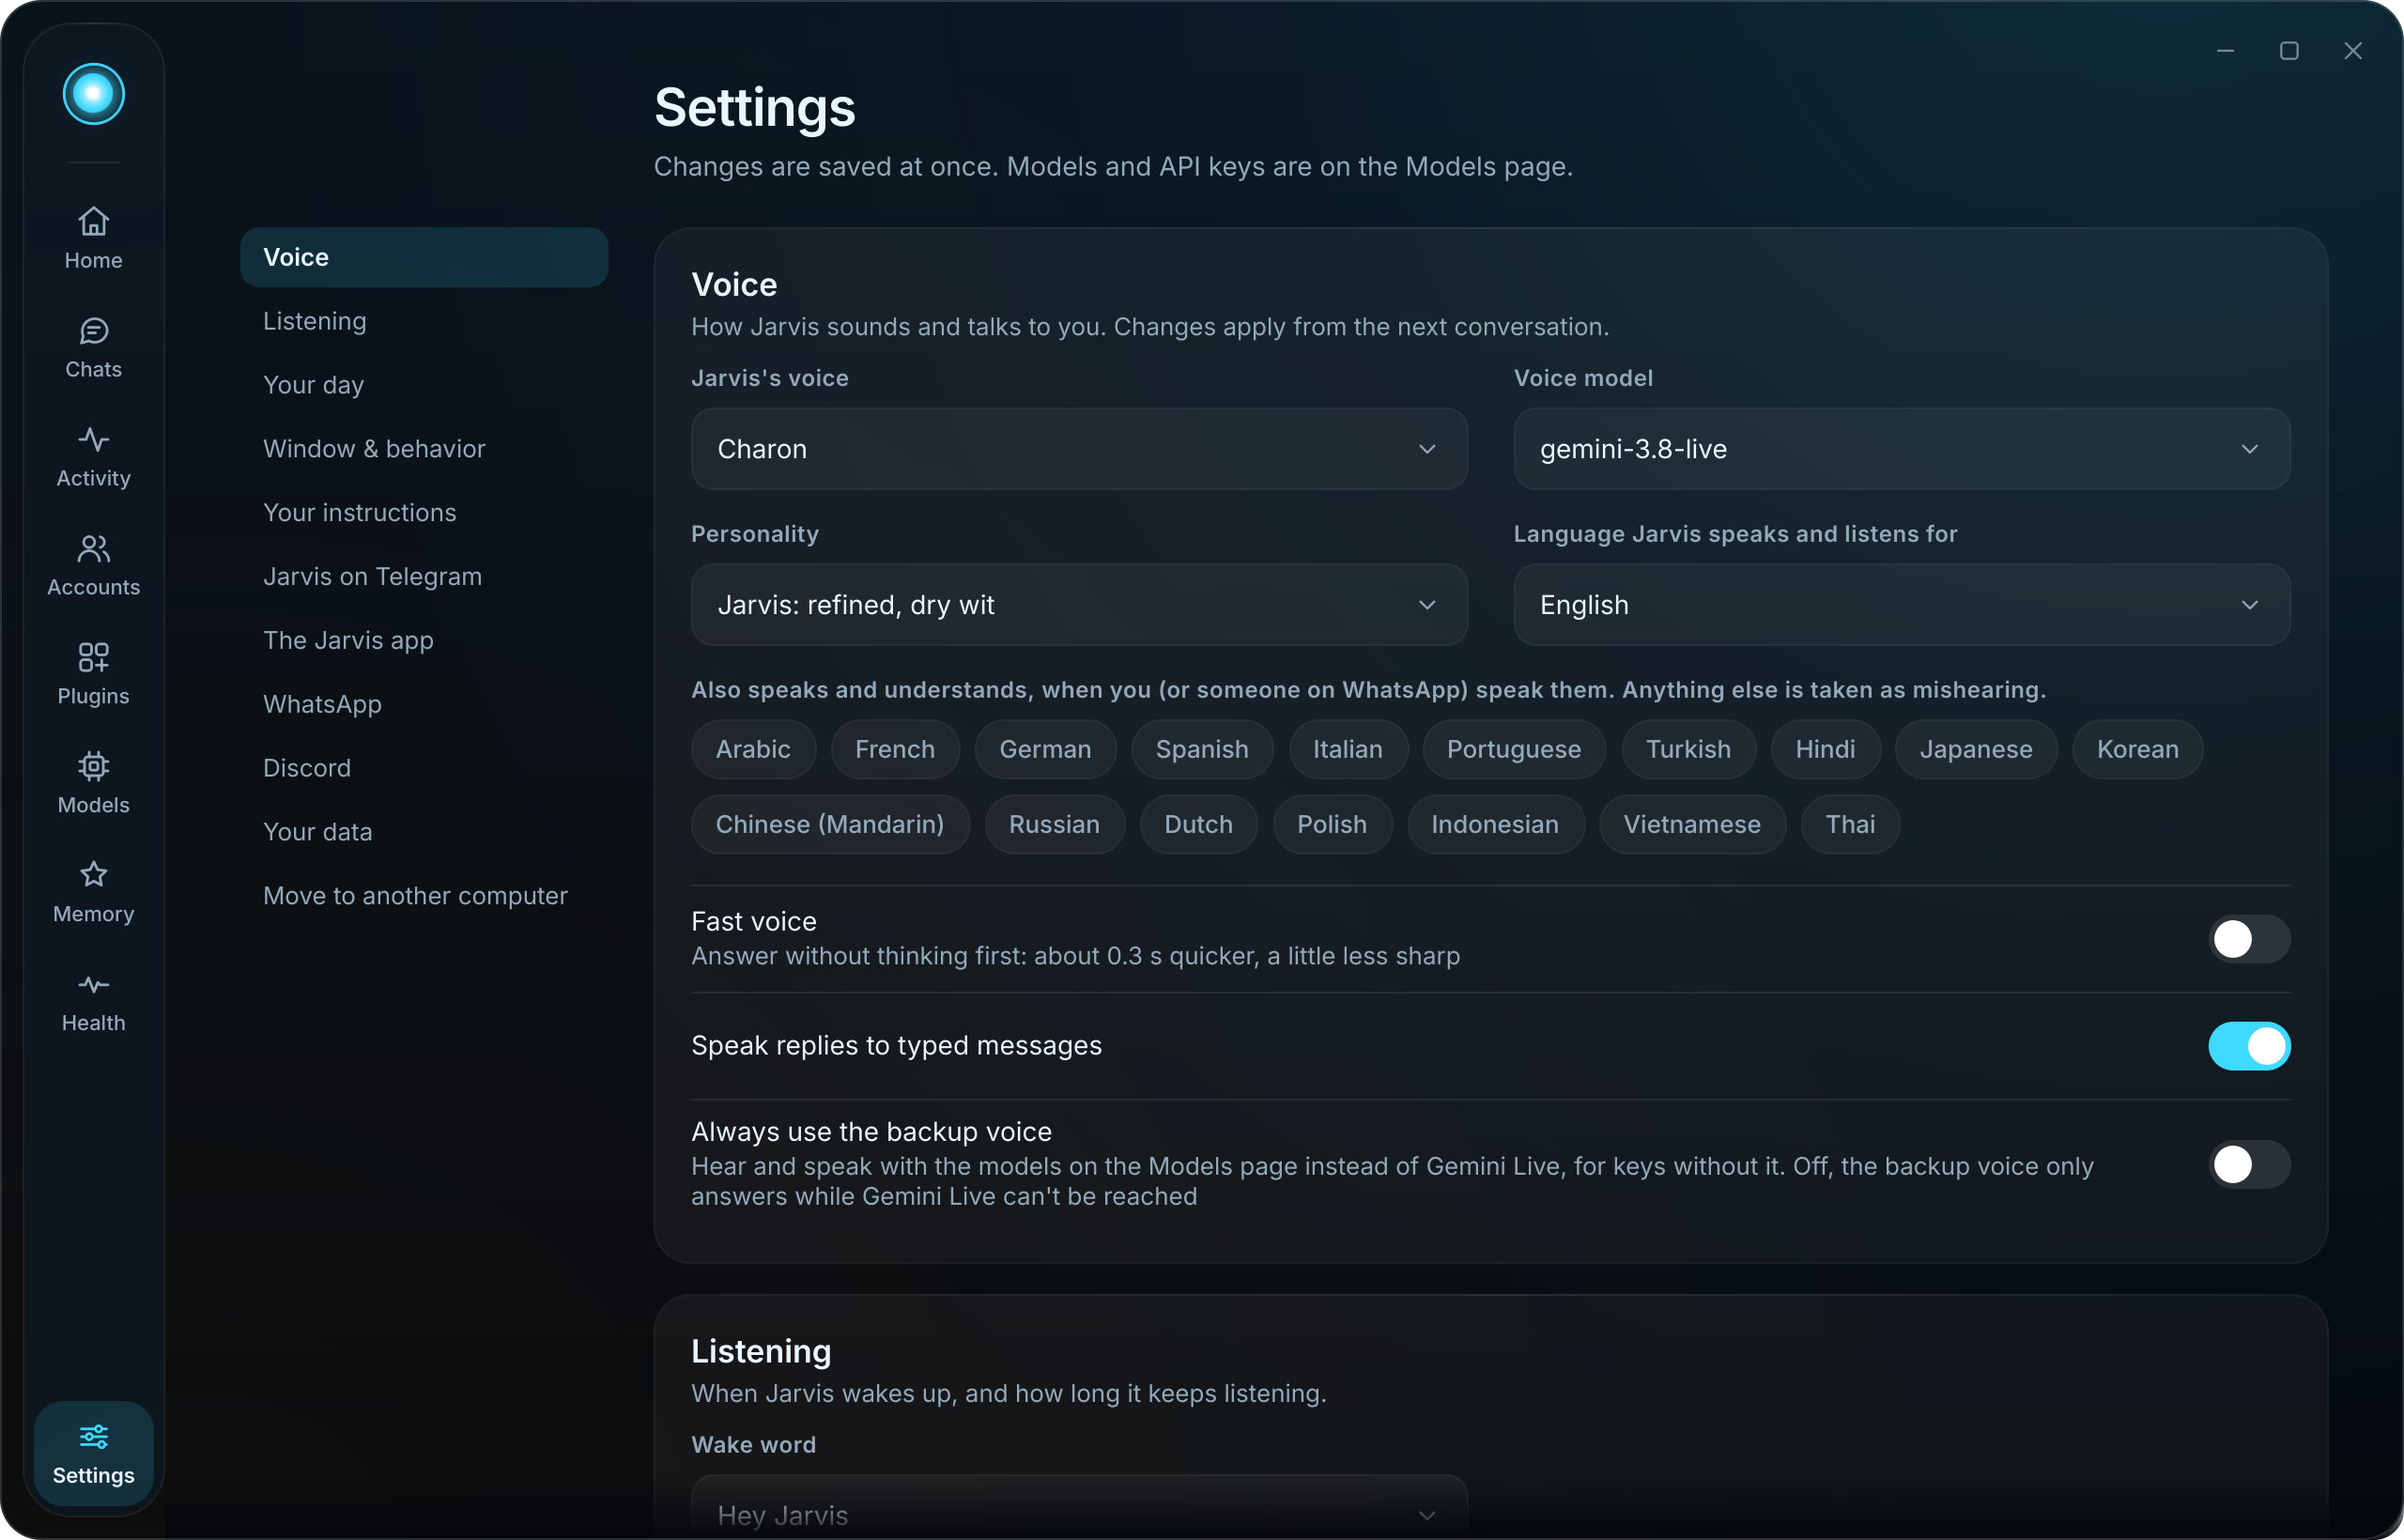 Home
Chats
Activity
Accounts
Plugins
Models
Memory
Health
Settings
Settings
Changes are saved at once. Models and API keys are on the Models page.
Voice
Listening
Your day
Window & behavior
Your instructions
Jarvis on Telegram
The Jarvis app
WhatsApp
Discord
Your data
Move to another computer
Voice
How Jarvis sounds and talks to you. Changes apply from the next conversation.
Jarvis's voice
Charon
Voice model
gemini-3.8-live
Personality
Jarvis: refined, dry wit
Language Jarvis speaks and listens for
English
Also speaks and understands, when you (or someone on WhatsApp) speak them. Anything else is taken as mishearing.
Arabic French German Spanish Italian Portuguese Turkish Hindi Japanese Korean
Chinese (Mandarin) Russian Dutch Polish Indonesian Vietnamese Thai
Fast voice
Answer without thinking first: about 0.3 s quicker, a little less sharp
Speak replies to typed messages
Always use the backup voice
Hear and speak with the models on the Models page instead of Gemini Live, for keys without it. Off, the backup voice only
answers while Gemini Live can't be reached
Listening
When Jarvis wakes up, and how long it keeps listening.
Wake word
Hey Jarvis